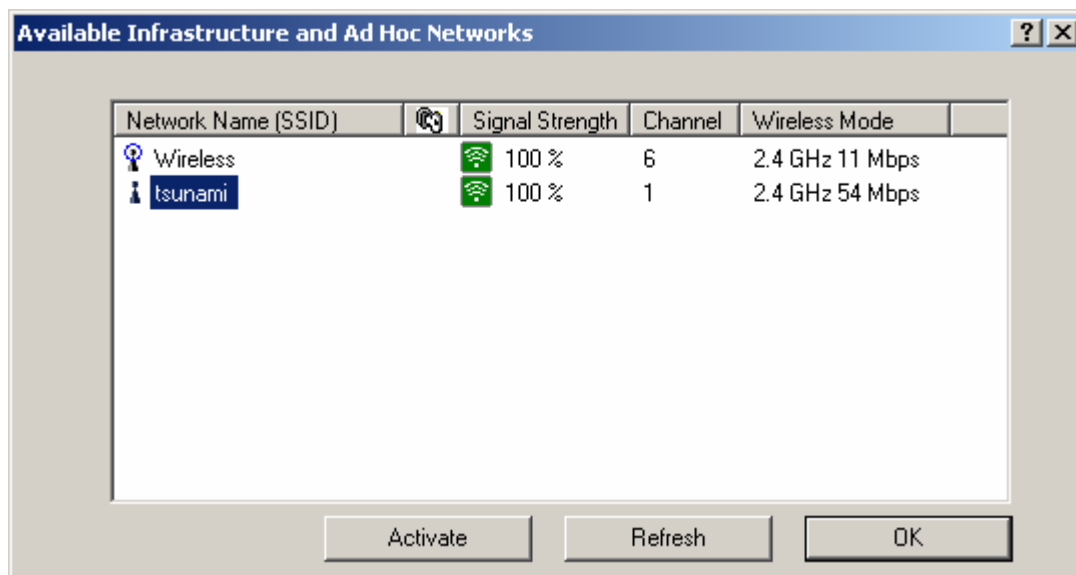 Available Infrastructure and Ad Hoc Networks
Network Name (SSID) Signal Strength Channel Wireless Mode
Wireless 100 % 6 2.4 GHz 11 Mbps
tsunami 100 % 1 2.4 GHz 54 Mbps
Activate Refresh OK